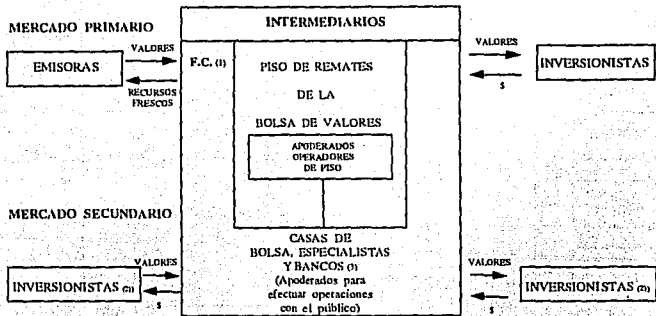 MERCADO PRIMARIO
VALORES
EMISORAS
RECURSOS
FRESCOS
INTERMEDIARIOS
F.C. (1)
PISO DE REMATES
DE LA
BOLSA DE VALORES
APODERADOS
OPERADORES
DE PISO
VALORES
INVERSIONISTAS
$
MERCADO SECUNDARIO
VALORES
INVERSIONISTAS (2)
$
CASAS DE
BOLSA, ESPECIALISTAS
Y BANCOS
(Apoderados para
efectuar operaciones
con el público)
VALORES
INVERSIONISTAS
$